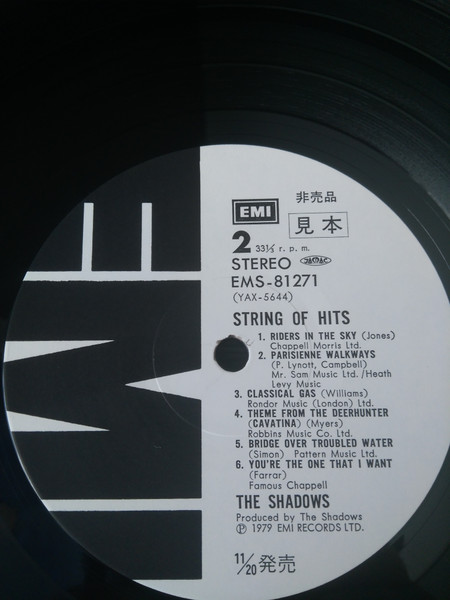 EMI
非売品
見本
2 33⅓ r.p.m.
STEREO JASRAC
EMS-81271
(YAX-5644)
STRING OF HITS
1. RIDERS IN THE SKY (Jones)
Chappell Morris Ltd.
2. PARISIENNE WALKWAYS
(P. Lynott, Campbell)
Mr. Sam Music Ltd./Heath
Levy Music
3. CLASSICAL GAS (Williams)
Rondor Music (London) Ltd.
4. THEME FROM THE DEERHUNTER
(CAVATINA) (Myers)
Robbins Music Co. Ltd.
5. BRIDGE OVER TROUBLED WATER
(Simon) Pattern Music Ltd.
6. YOU'RE THE ONE THAT I WANT
(Farrar)
Famous Chappell
THE SHADOWS
Produced by The Shadows
℗ 1979 EMI RECORDS LTD.
11/20 発売
EMI